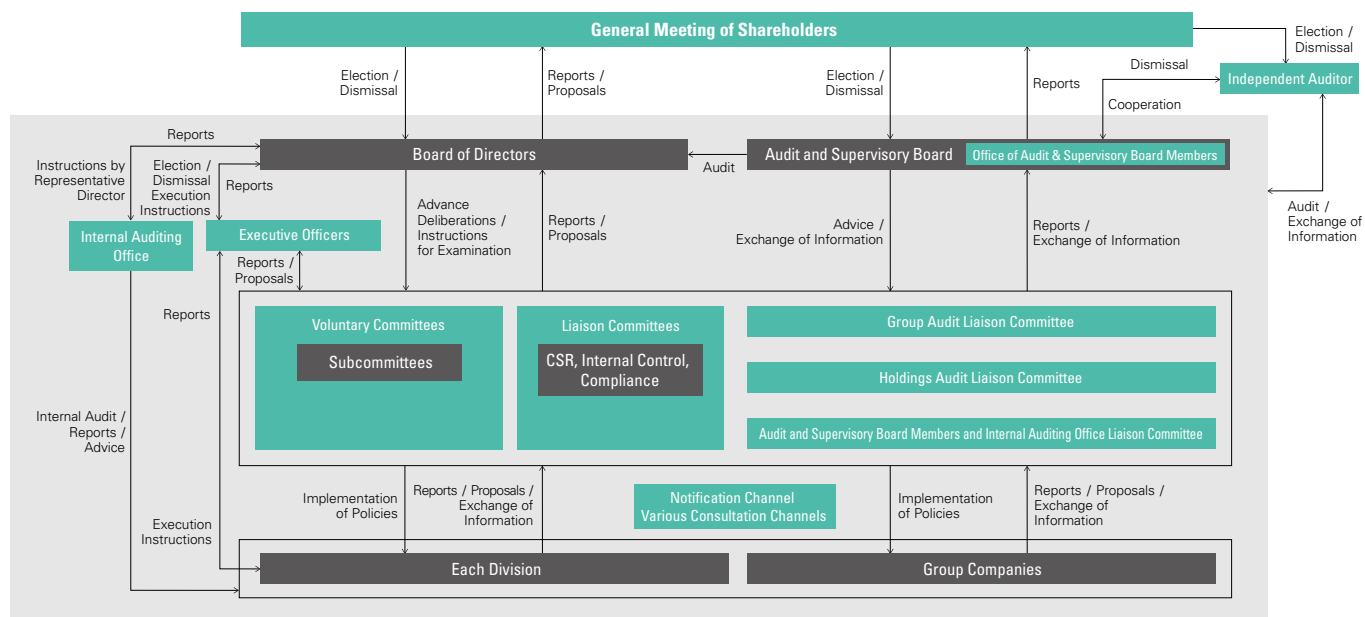 General Meeting of Shareholders
Election /
Dismissal
Election /
Dismissal
Reports /
Proposals
Election /
Dismissal
Reports
Dismissal
Independent Auditor
Cooperation
Reports
Board of Directors
Audit
Audit and Supervisory Board
Office of Audit & Supervisory Board Members
Instructions by
Representative
Director
Election /
Dismissal
Execution
Instructions
Reports
Internal Auditing
Office
Executive Officers
Advance
Deliberations /
Instructions
for Examination
Reports /
Proposals
Advice /
Exchange of Information
Reports /
Exchange of Information
Audit /
Exchange of
Information
Reports /
Proposals
Reports
Voluntary Committees
Subcommittees
Liaison Committees
CSR, Internal Control,
Compliance
Group Audit Liaison Committee
Holdings Audit Liaison Committee
Audit and Supervisory Board Members and Internal Auditing Office Liaison Committee
Internal Audit /
Reports /
Advice
Implementation
of Policies
Reports / Proposals /
Exchange of
Information
Notification Channel
Various Consultation Channels
Implementation
of Policies
Reports / Proposals /
Exchange of
Information
Execution
Instructions
Each Division
Group Companies